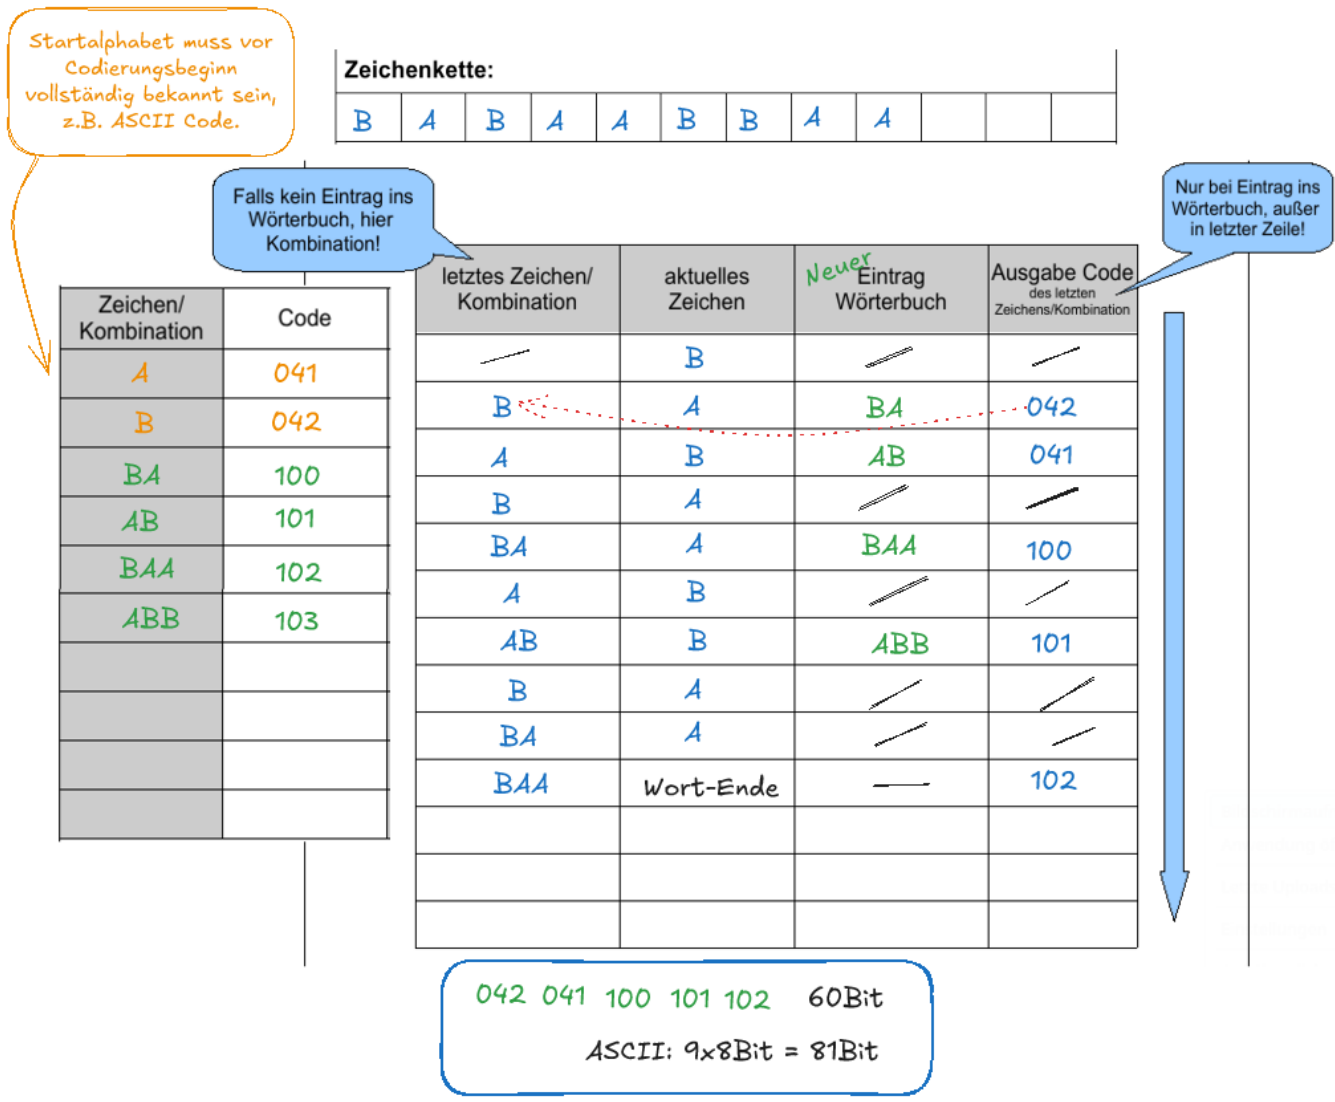 Startalphabet muss vor
Codierungsbeginn
vollständig bekannt sein,
z.B. ASCII Code.
Zeichenkette:
B A B A A B B A A
Falls kein Eintrag ins
Wörterbuch, hier
Kombination!
Nur bei Eintrag ins
Wörterbuch, außer
in letzter Zeile!
Zeichen/
Kombination
Code
A 041
B 042
BA 100
AB 101
BAA 102
ABB 103
letztes Zeichen/
Kombination
aktuelles
Zeichen
Neuer
Eintrag
Wörterbuch
Ausgabe Code
des letzten
Zeichens/Kombination
B
B A BA 042
A B AB 041
B A
BA A BAA 100
A B
AB B ABB 101
B A
BA A
BAA Wort-Ende 102
042 041 100 101 102 60Bit
ASCII: 9x8Bit = 81Bit